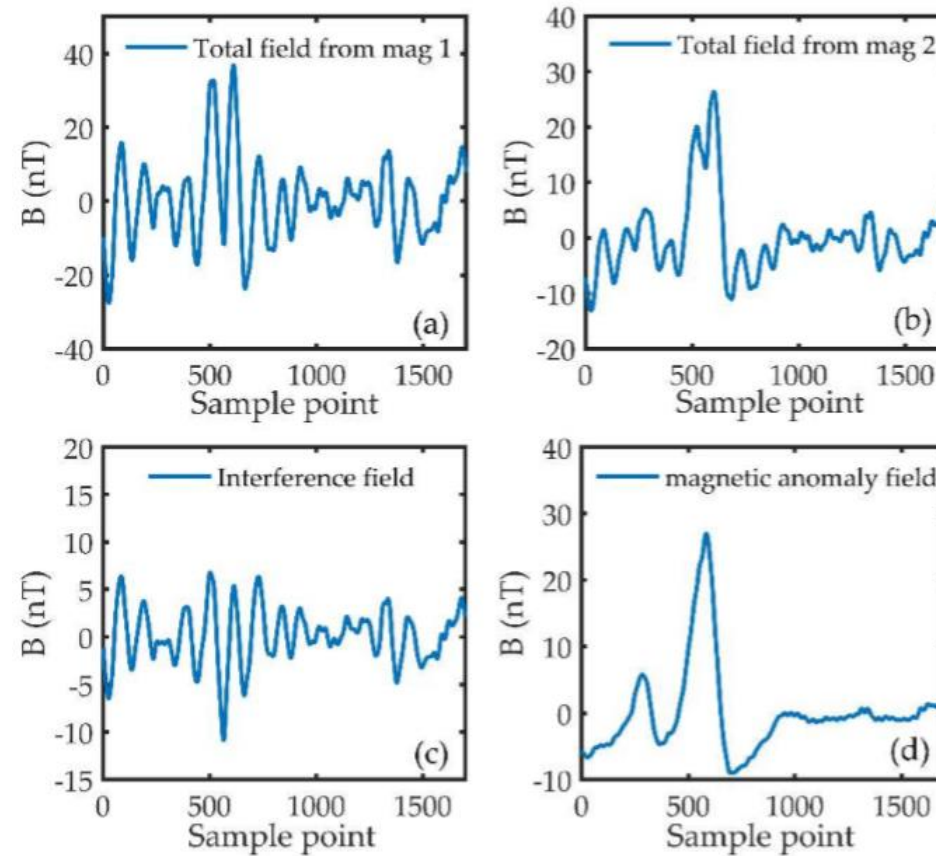 Total field from mag 1
B (nT)
40
20
0
-20
-40
0
500
1000
1500
Sample point
(a)
Total field from mag 2
B (nT)
40
30
20
10
0
-10
-20
0
500
1000
1500
Sample point
(b)
Interference field
B (nT)
20
15
10
5
0
-5
-10
-15
0
500
1000
1500
Sample point
(c)
magnetic anomaly field
B (nT)
40
30
20
10
0
-10
0
500
1000
1500
Sample point
(d)